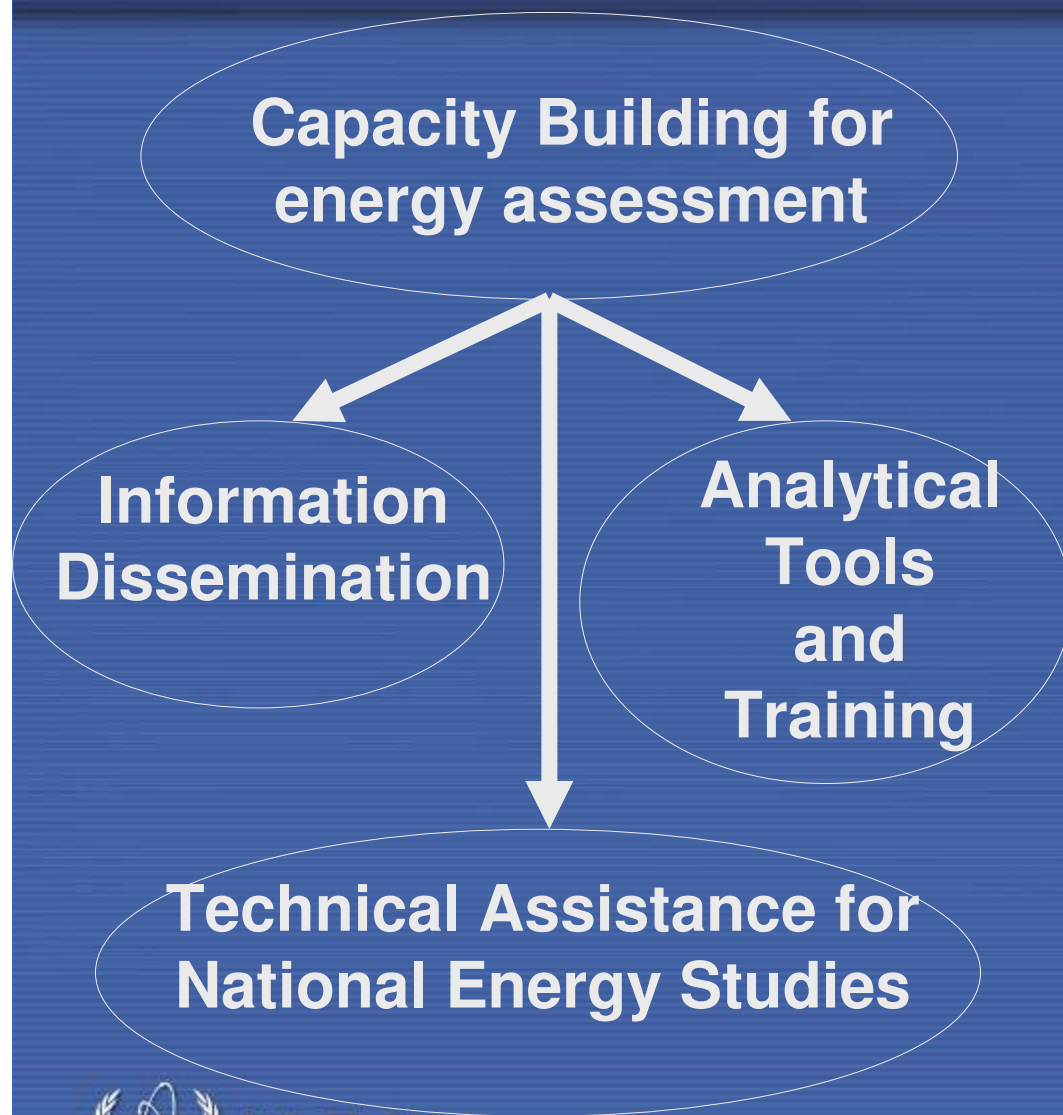 Capacity Building for
energy assessment
Information
Dissemination
Analytical
Tools
and
Training
Technical Assistance for
National Energy Studies